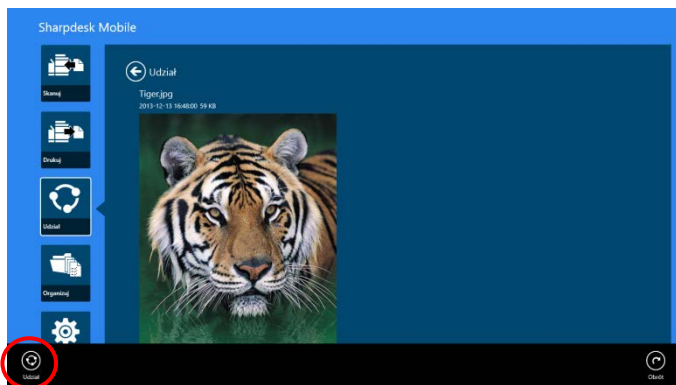 Sharpdesk Mobile
Skanuj
Drukuj
Udział
Organizuj
Udział
Tiger.jpg
2013-12-13 16:48:00 59 KB
Udział
Obrót